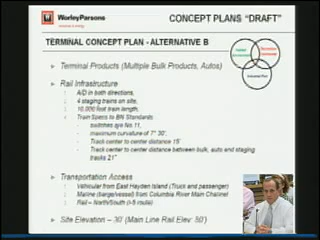 WorleyParsons
CONCEPT PLANS "DRAFT"
TERMINAL CONCEPT PLAN - ALTERNATIVE B
Terminal Products (Multiple Bulk Products, Autos)
Rail Infrastructure
A/D in both directions,
4 staging trains on site,
10,000 foot train length,
Train Specs to BN Standards
switches No 11,
maximum curvature of 7° 30',
Track center to center distance 15'
Track center to center distance between bulk, auto and staging
tracks 21'
Transportation Access
Vehicular from East Hayden Island (Truck and passenger)
Marine (barge/vessel) from Columbia River Main Channel
Rail – North/South
Site Elevation – 30' (Main Line Rail Elev: 50')
Industrial Park